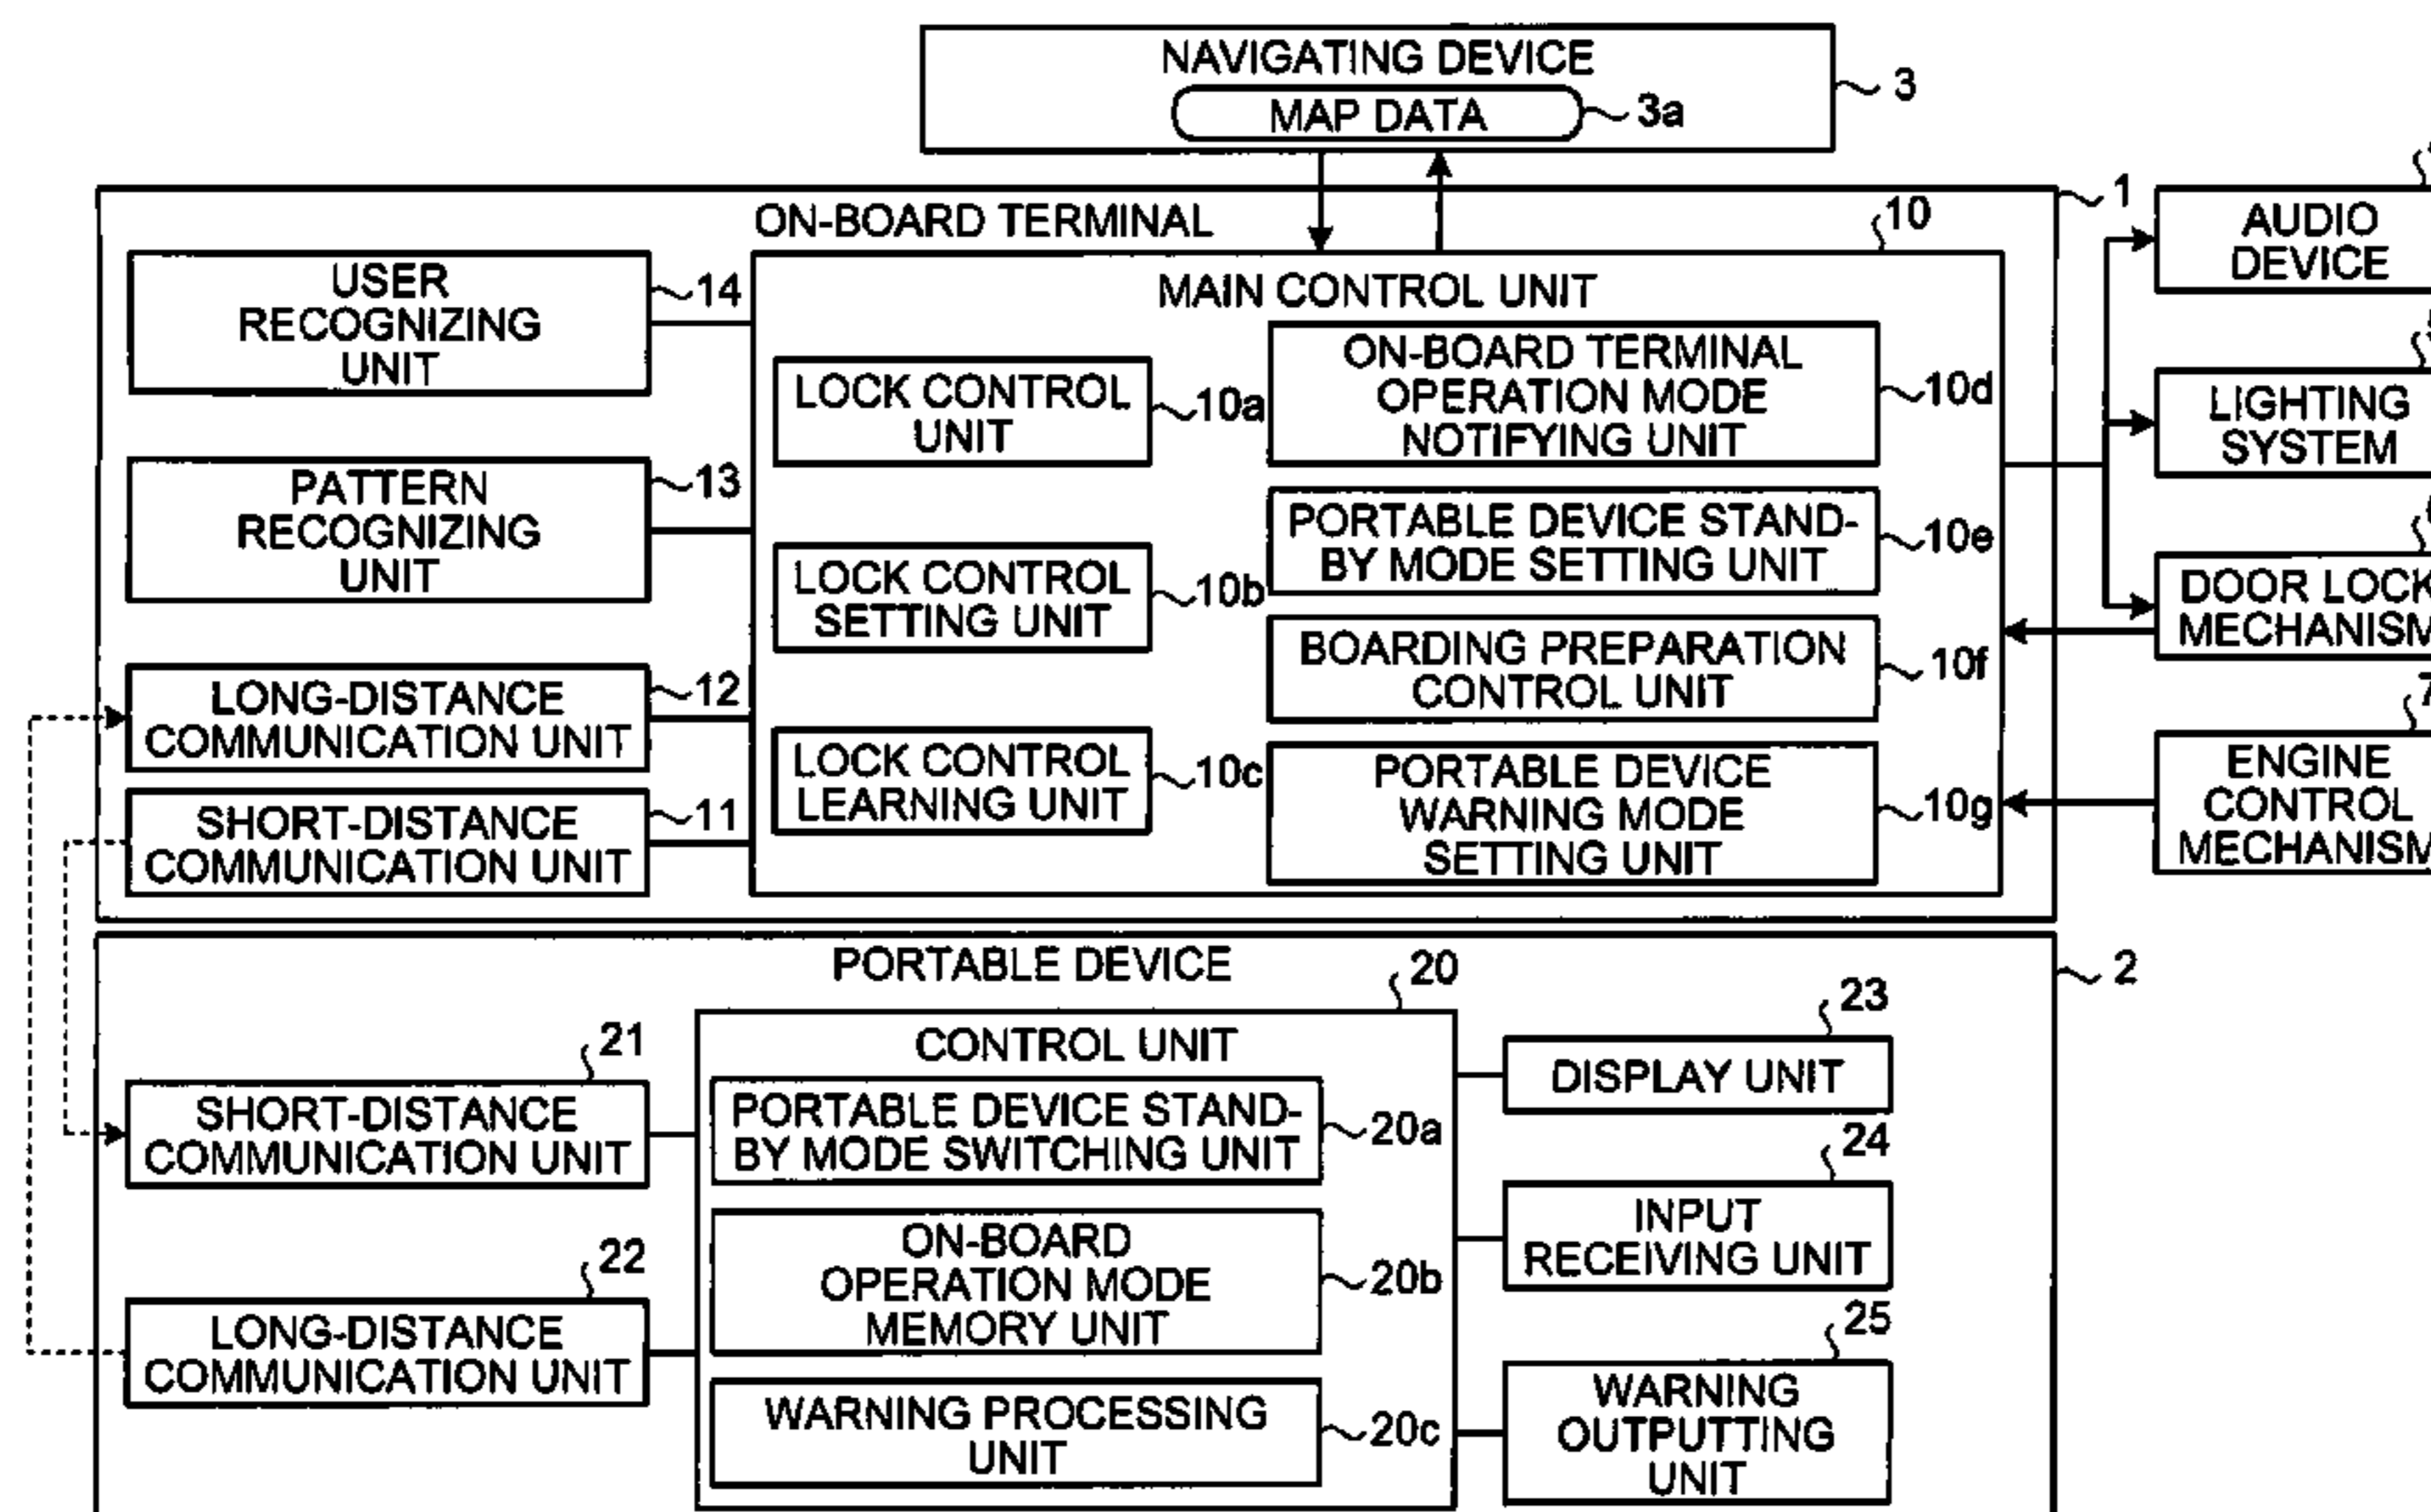 NAVIGATING DEVICE
MAP DATA
3a
3
1
ON-BOARD TERMINAL
10
MAIN CONTROL UNIT
USER
RECOGNIZING
UNIT
14
PATTERN
RECOGNIZING
UNIT
13
LONG-DISTANCE
COMMUNICATION UNIT
12
SHORT-DISTANCE
COMMUNICATION UNIT
11
LOCK CONTROL
UNIT
10a
LOCK CONTROL
SETTING UNIT
10b
LOCK CONTROL
LEARNING UNIT
10c
ON-BOARD TERMINAL
OPERATION MODE
NOTIFYING UNIT
10d
PORTABLE DEVICE STAND-
BY MODE SETTING UNIT
10e
BOARDING PREPARATION
CONTROL UNIT
10f
PORTABLE DEVICE
WARNING MODE
SETTING UNIT
10g
AUDIO
DEVICE
LIGHTING
SYSTEM
DOOR LOCK
MECHANISM
7
ENGINE
CONTROL
MECHANISM
PORTABLE DEVICE
2
20
CONTROL UNIT
21
SHORT-DISTANCE
COMMUNICATION UNIT
22
LONG-DISTANCE
COMMUNICATION UNIT
PORTABLE DEVICE STAND-
BY MODE SWITCHING UNIT
20a
ON-BOARD
OPERATION MODE
MEMORY UNIT
20b
WARNING PROCESSING
UNIT
20c
23
DISPLAY UNIT
24
INPUT
RECEIVING UNIT
25
WARNING
OUTPUTTING
UNIT